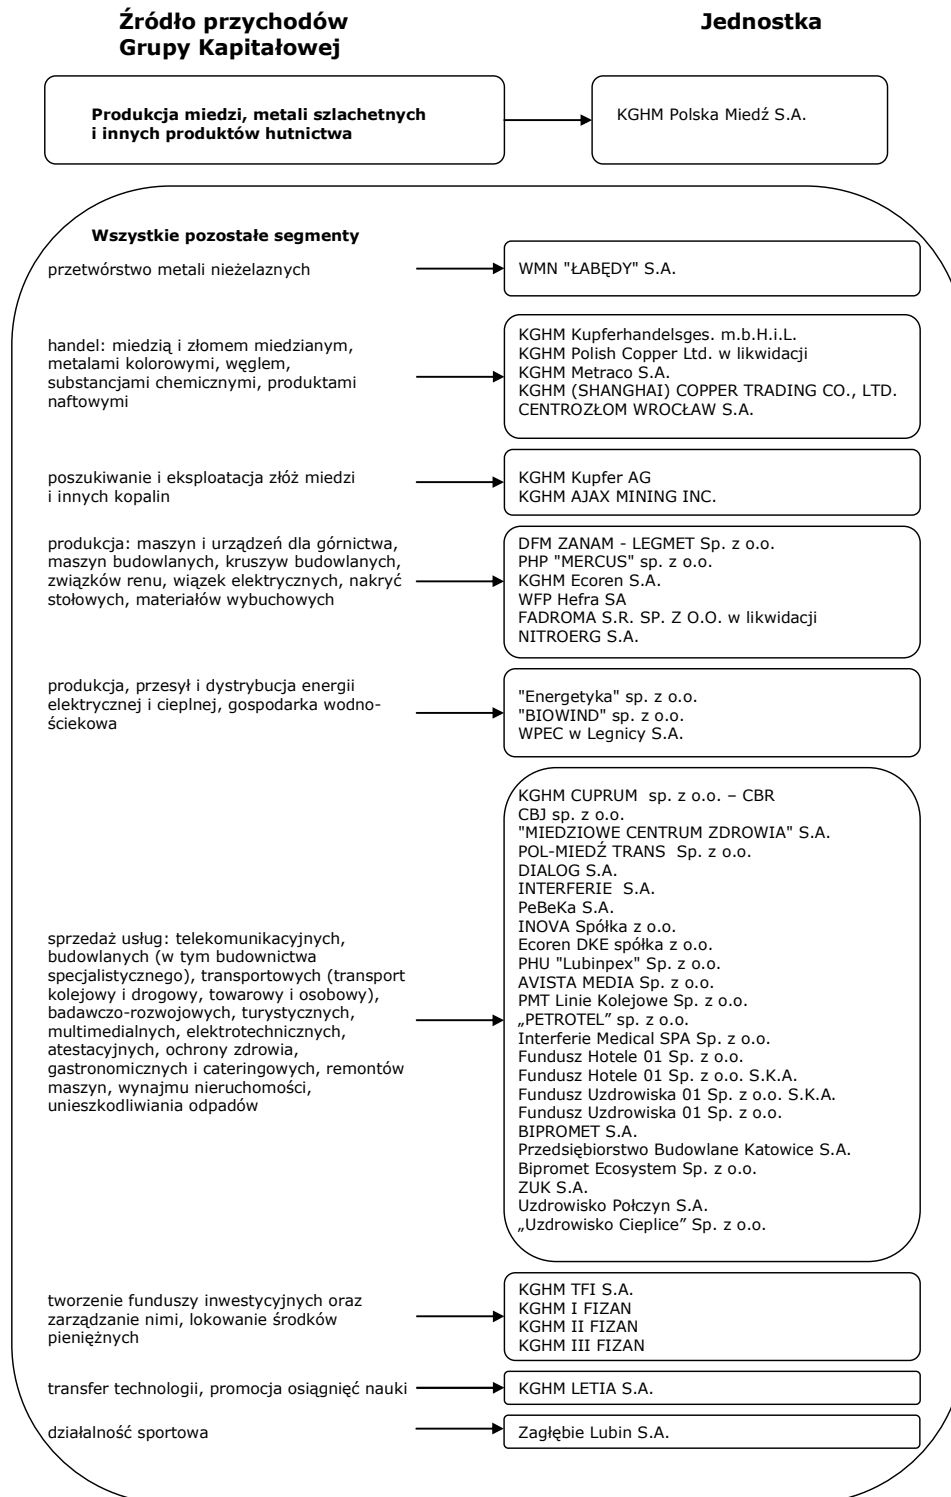 Źródło przychodów
Grupy Kapitałowej
Jednostka
Produkcja miedzi, metali szlachetnych
i innych produktów hutnictwa
KGHM Polska Miedź S.A.
Wszystkie pozostałe segmenty
przetwórstwo metali nieżelaznych
WMN "ŁABĘDY" S.A.
handel: miedzią i złomem miedzianym,
metalami kolorowymi, węglem,
substancjami chemicznymi, produktami
naftowymi
KGHM Kupferhandelsges. m.b.H.i.L.
KGHM Polish Copper Ltd. w likwidacji
KGHM Metraco S.A.
KGHM (SHANGHAI) COPPER TRADING CO., LTD.
CENTROZŁOM WROCŁAW S.A.
poszukiwanie i eksploatacja złóż miedzi
i innych kopalin
KGHM Kupfer AG
KGHM AJAX MINING INC.
produkcja: maszyn i urządzeń dla górnictwa,
maszyn budowlanych, kruszyw budowlanych,
związków renu, wiązek elektrycznych, nakryć
stołowych, materiałów wybuchowych
DFM ZANAM - LEGMET Sp. z o.o.
PHP "MERCUS" sp. z o.o.
KGHM Ecoren S.A.
WFP Hefra SA
FADROMA S.R. SP. Z O.O. w likwidacji
NITROERG S.A.
produkcja, przesył i dystrybucja energii
elektrycznej i cieplnej, gospodarka wodno-
ściekowa
"Energetyka" sp. z o.o.
"BIOWIND" sp. z o.o.
WPEC w Legnicy S.A.
sprzedaż usług: telekomunikacyjnych,
budowlanych (w tym budownictwa
specjalistycznego), transportowych (transport
kolejowy i drogowy, towarowy i osobowy),
badawczo-rozwojowych, turystycznych,
multimedialnych, elektrotechnicznych,
atestacyjnych, ochrony zdrowia,
gastronomicznych i cateringowych, remontów
maszyn, wynajmu nieruchomości,
unieszkodliwiania odpadów
KGHM CUPRUM sp. z o.o. – CBR
CBJ sp. z o.o.
"MIEDZIOWE CENTRUM ZDROWIA" S.A.
POL-MIEDŹ TRANS Sp. z o.o.
DIALOG S.A.
INTERFERIE S.A.
PeBeKa S.A.
INOVA Spółka z o.o.
Ecoren DKE spółka z o.o.
PHU "Lubinpex" Sp. z o.o.
AVISTA MEDIA Sp. z o.o.
PMT Linie Kolejowe Sp. z o.o.
„PETROTEL” sp. z o.o.
Interferie Medical SPA Sp. z o.o.
Fundusz Hotele 01 Sp. z o.o.
Fundusz Hotele 01 Sp. z o.o. S.K.A.
Fundusz Uzdrowiska 01 Sp. z o.o. S.K.A.
Fundusz Uzdrowiska 01 Sp. z o.o.
BIPROMET S.A.
Przedsiębiorstwo Budowlane Katowice S.A.
Bipromet Ecosystem Sp. z o.o.
ZUK S.A.
Uzdrowisko Połczyn S.A.
„Uzdrowisko Cieplice” Sp. z o.o.
tworzenie funduszy inwestycyjnych oraz
zarządzanie nimi, lokowanie środków
pieniężnych
KGHM TFI S.A.
KGHM I FIZAN
KGHM II FIZAN
KGHM III FIZAN
transfer technologii, promocja osiągnięć nauki
KGHM LETIA S.A.
działalność sportowa
Zagłębie Lubin S.A.